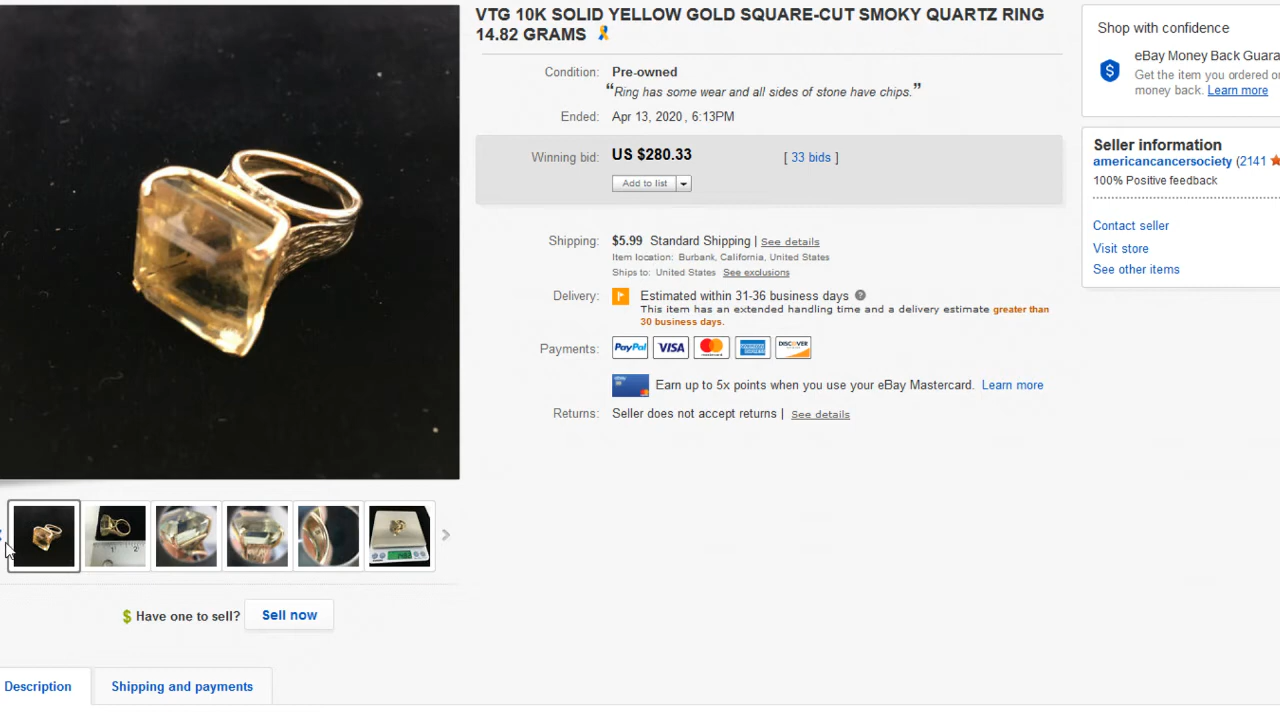 VTG 10K SOLID YELLOW GOLD SQUARE-CUT SMOKY QUARTZ RING
14.82 GRAMS
Condition: Pre-owned
“Ring has some wear and all sides of stone have chips.”
Ended: Apr 13, 2020 , 6:13PM
Winning bid: US $280.33 [ 33 bids ]
Add to list
Shipping: $5.99 Standard Shipping | See details
Item location: Burbank, California, United States
Ships to: United States See exclusions
Delivery: Estimated within 31-36 business days
This item has an extended handling time and a delivery estimate greater than
30 business days.
Payments: PayPal VISA MasterCard AMERICAN EXPRESS DISCOVER
Earn up to 5x points when you use your eBay Mastercard. Learn more
Returns: Seller does not accept returns | See details
$ Have one to sell? Sell now
Description
Shipping and payments
Shop with confidence
eBay Money Back Guara
Get the item you ordered or
money back. Learn more
Seller information
americancancersociety (2141
100% Positive feedback
Contact seller
Visit store
See other items